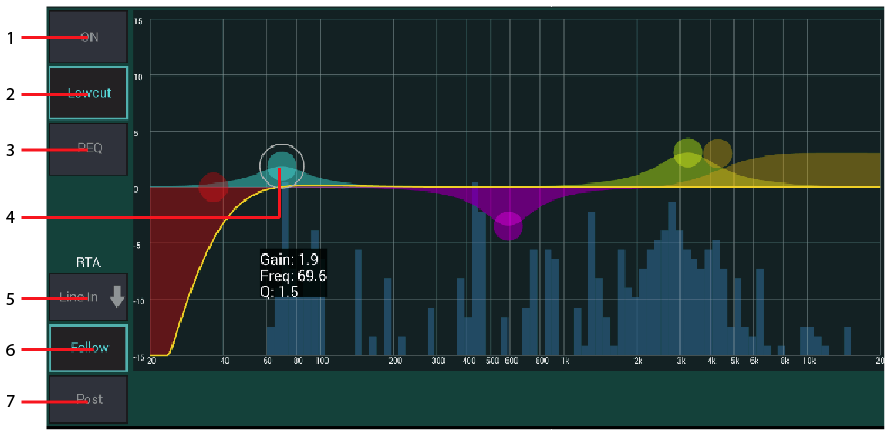 1 ON
2 Lowcut
3 PEQ
4
RTA
5 Line In
6 Follow
7 Post
15
10
5
0
-5
-10
-15
Gain: 1.9
Freq: 69.6
Q: 1.5
20 40 60 80 100 200 300 400 500 600 800 1k 2k 3k 4k 5k 6k 8k 10k 20